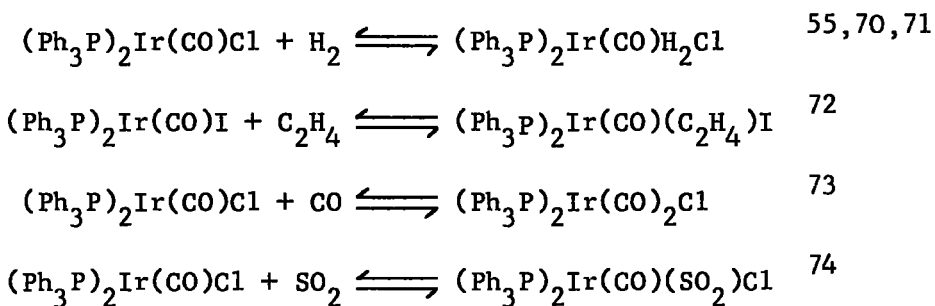 (Ph₃P)₂Ir(CO)Cl + H₂ ⇌ (Ph₃P)₂Ir(CO)H₂Cl 55,70,71
(Ph₃P)₂Ir(CO)I + C₂H₄ ⇌ (Ph₃P)₂Ir(CO)(C₂H₄)I 72
(Ph₃P)₂Ir(CO)Cl + CO ⇌ (Ph₃P)₂Ir(CO)₂Cl 73
(Ph₃P)₂Ir(CO)Cl + SO₂ ⇌ (Ph₃P)₂Ir(CO)(SO₂)Cl 74